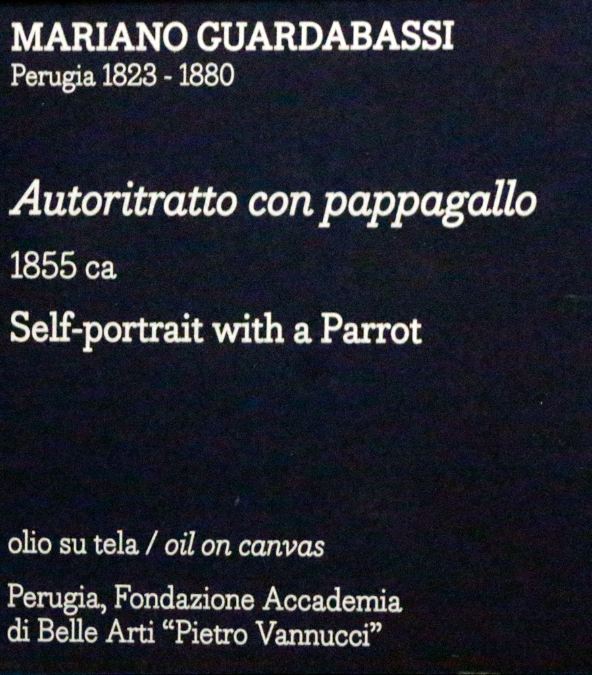 MARIANO GUARDABASSI
Perugia 1823 - 1880
Autoritratto con pappagallo
1855 ca
Self-portrait with a Parrot
olio su tela / oil on canvas
Perugia, Fondazione Accademia
di Belle Arti “Pietro Vannucci”